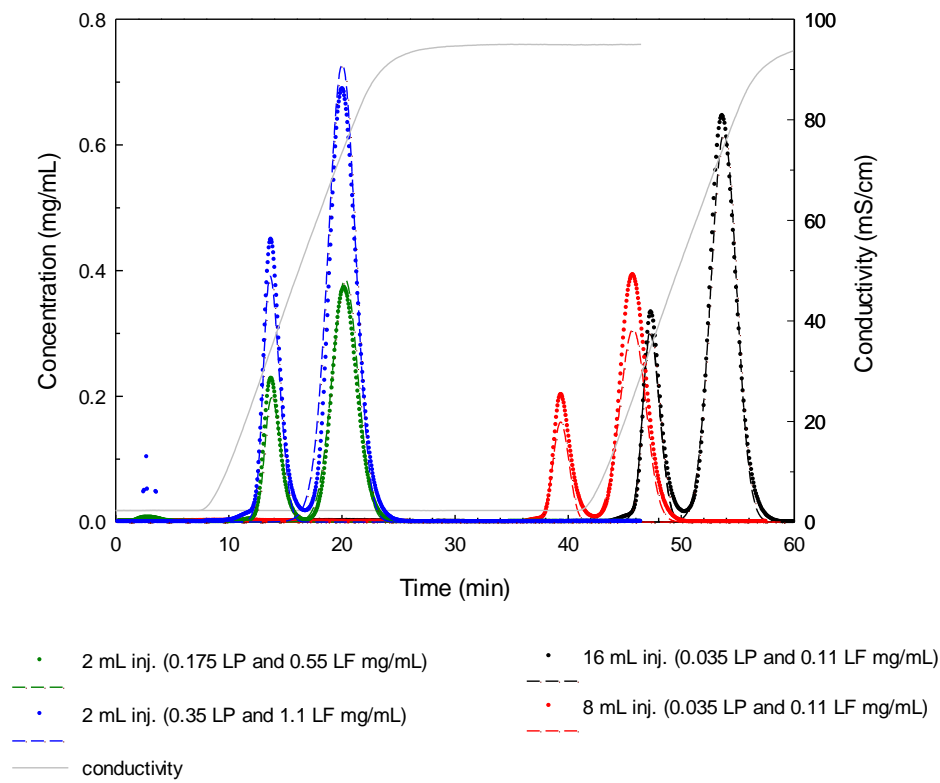 0.8
0.6
0.4
0.2
0.0
Concentration (mg/mL)
100
80
60
40
20
0
Conductivity (mS/cm)
0 10 20 30 40 50 60
Time (min)
2 mL inj. (0.175 LP and 0.55 LF mg/mL)
2 mL inj. (0.35 LP and 1.1 LF mg/mL)
conductivity
16 mL inj. (0.035 LP and 0.11 LF mg/mL)
8 mL inj. (0.035 LP and 0.11 LF mg/mL)